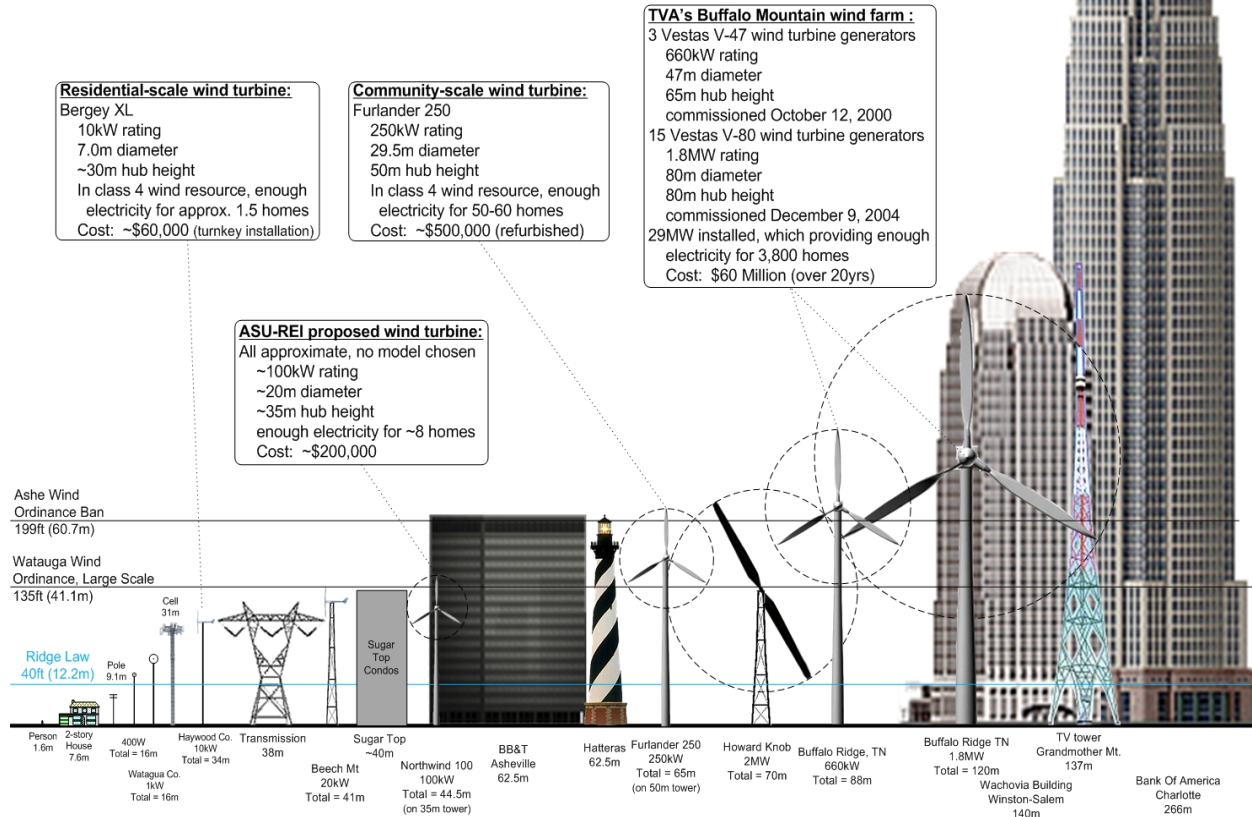 TVA's Buffalo Mountain wind farm :
3 Vestas V-47 wind turbine generators
660kW rating
47m diameter
65m hub height
commissioned October 12, 2000
15 Vestas V-80 wind turbine generators
1.8MW rating
80m diameter
80m hub height
commissioned December 9, 2004
29MW installed, which providing enough
electricity for 3,800 homes
Cost: $60 Million (over 20yrs)
Residential-scale wind turbine:
Bergey XL
10kW rating
7.0m diameter
~30m hub height
In class 4 wind resource, enough
electricity for approx. 1.5 homes
Cost: ~$60,000 (turnkey installation)
Community-scale wind turbine:
Furlander 250
250kW rating
29.5m diameter
50m hub height
In class 4 wind resource, enough
electricity for 50-60 homes
Cost: ~$500,000 (refurbished)
ASU-REI proposed wind turbine:
All approximate, no model chosen
~100kW rating
~20m diameter
~35m hub height
enough electricity for ~8 homes
Cost: ~$200,000
Ashe Wind
Ordinance Ban
199ft (60.7m)
Watauga Wind
Ordinance, Large Scale
135ft (41.1m)
Ridge Law
40ft (12.2m)
Cell
31m
Pole
9.1m
Sugar
Top
Condos
Person
1.6m
2-story
House
7.6m
400W
Total = 16m
Watagua Co.
1kW
Total = 16m
Haywood Co.
10kW
Total = 34m
Transmission
38m
Beech Mt
20kW
Total = 41m
Sugar Top
~40m
Northwind 100
100kW
Total = 44.5m
(on 35m tower)
BB&T
Asheville
62.5m
Hatteras
62.5m
Furlander 250
250kW
Total = 65m
(on 50m tower)
Howard Knob
2MW
Total = 70m
Buffalo Ridge, TN
660kW
Total = 88m
Buffalo Ridge TN
1.8MW
Total = 120m
Wachovia Building
Winston-Salem
140m
TV tower
Grandmother Mt.
137m
Bank Of America
Charlotte
266m